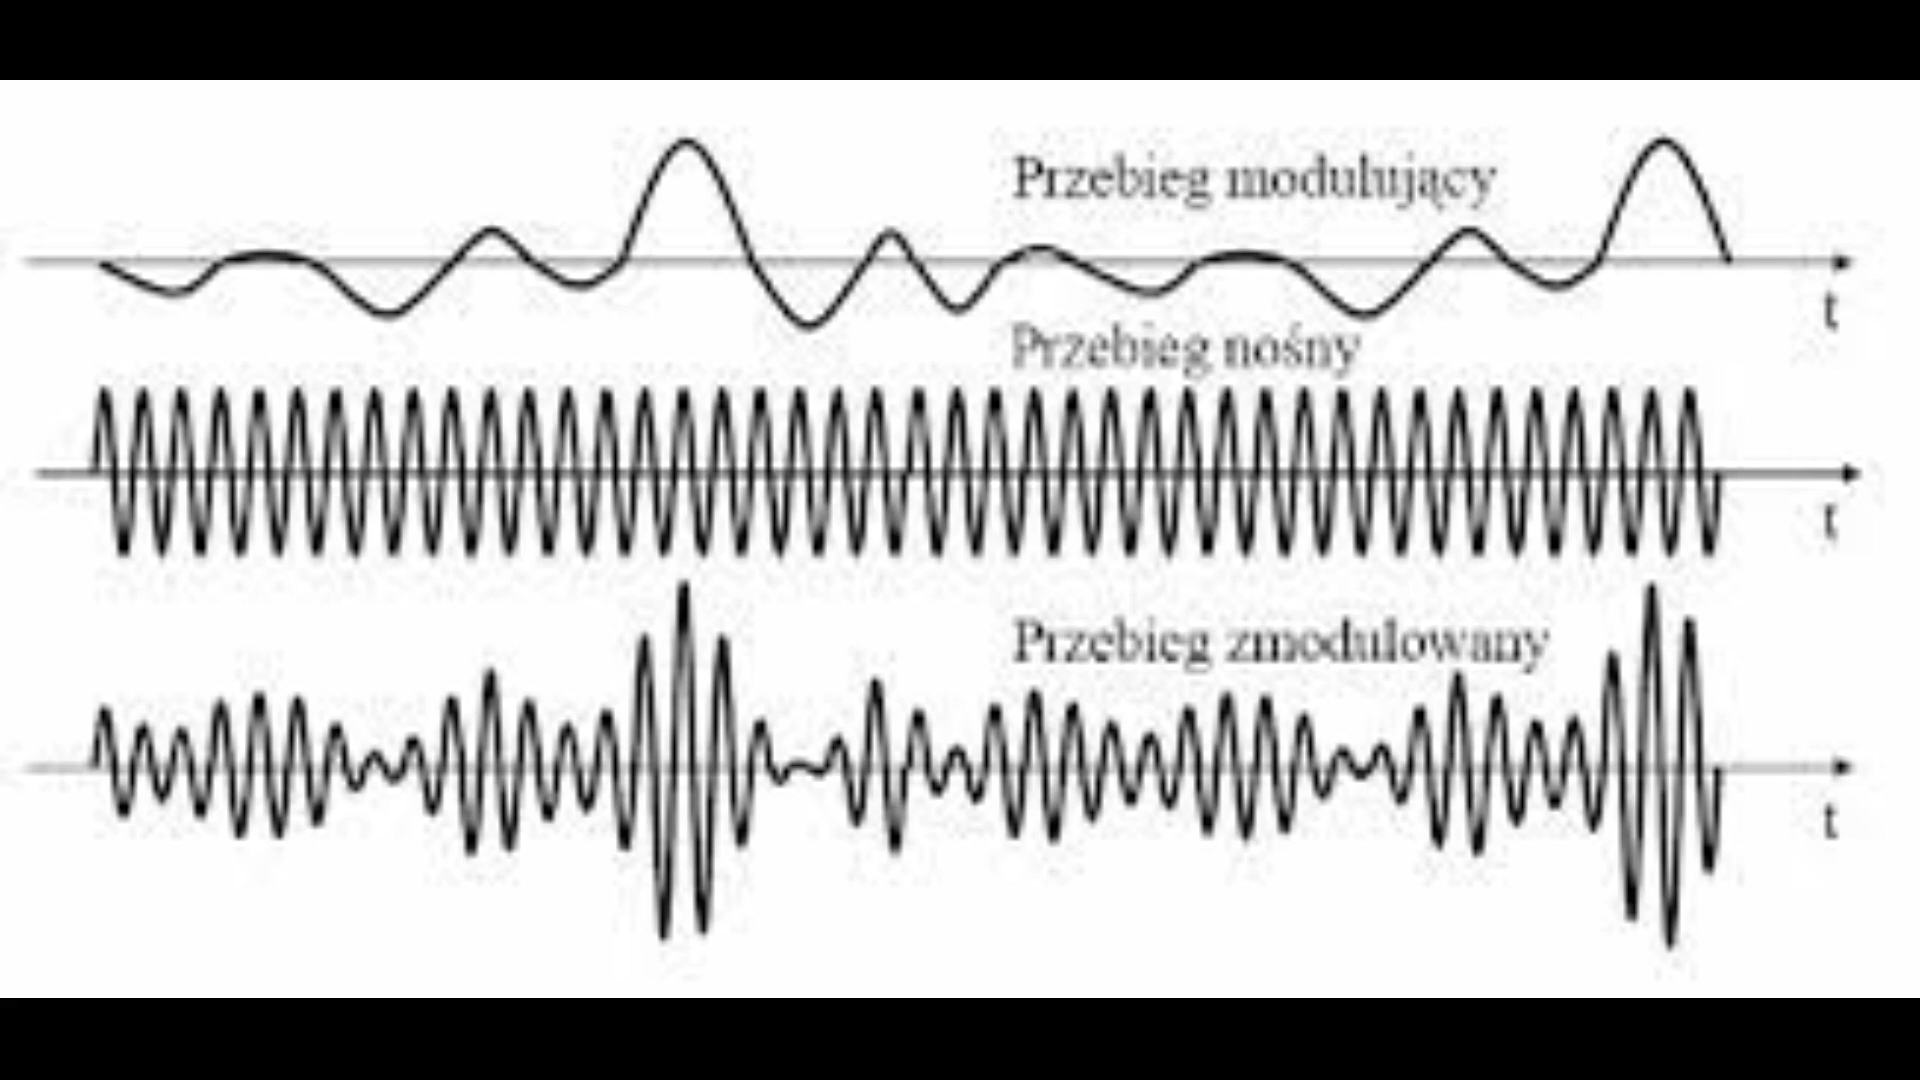 Przebieg modulujący
t
Przebieg nośny
t
Przebieg zmodulowany
t